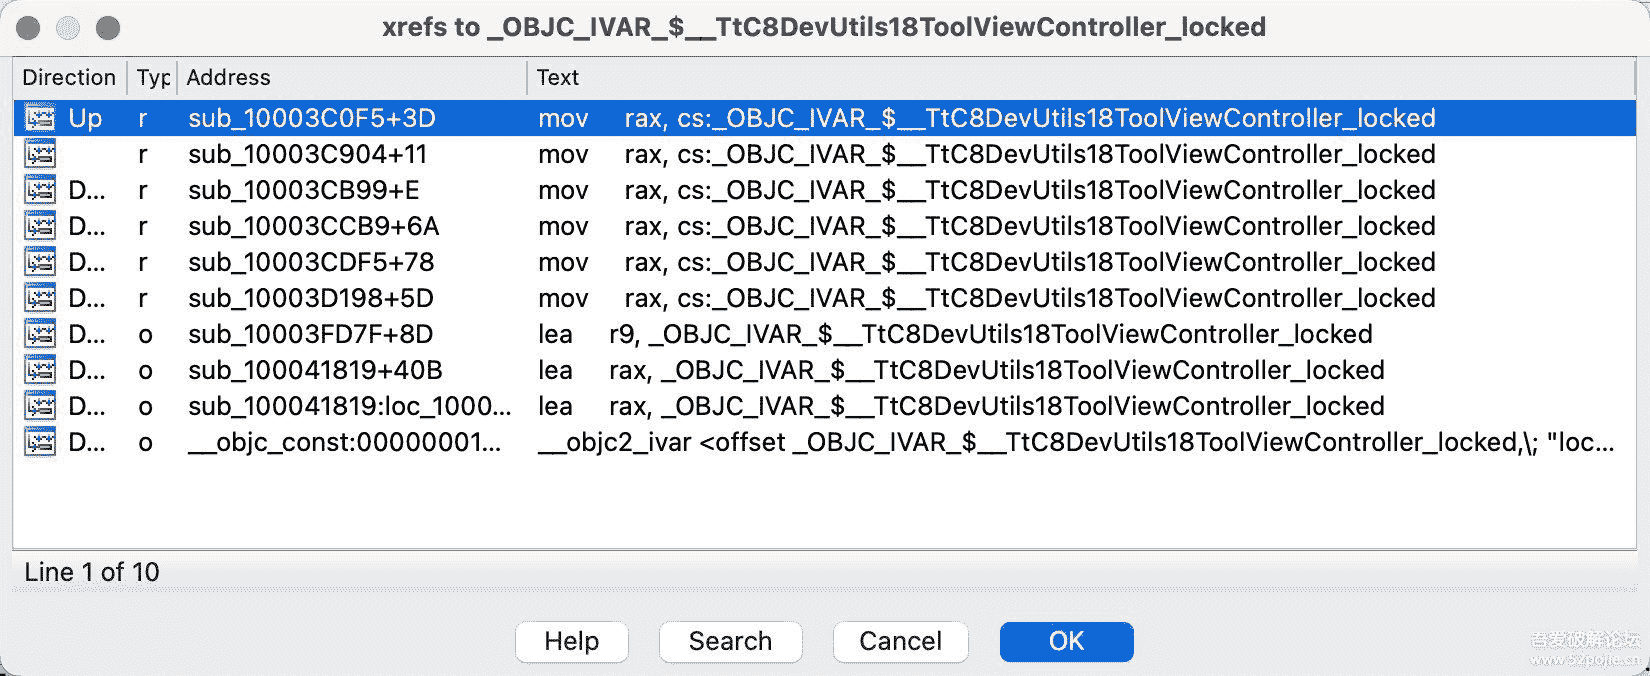 xrefs to _OBJC_IVAR_$__TtC8DevUtils18ToolViewController_locked
Direction Typ Address Text
Up r sub_10003C0F5+3D mov rax, cs:_OBJC_IVAR_$__TtC8DevUtils18ToolViewController_locked
r sub_10003C904+11 mov rax, cs:_OBJC_IVAR_$__TtC8DevUtils18ToolViewController_locked
D... r sub_10003CB99+E mov rax, cs:_OBJC_IVAR_$__TtC8DevUtils18ToolViewController_locked
D... r sub_10003CCB9+6A mov rax, cs:_OBJC_IVAR_$__TtC8DevUtils18ToolViewController_locked
D... r sub_10003CDF5+78 mov rax, cs:_OBJC_IVAR_$__TtC8DevUtils18ToolViewController_locked
D... r sub_10003D198+5D mov rax, cs:_OBJC_IVAR_$__TtC8DevUtils18ToolViewController_locked
D... o sub_10003FD7F+8D lea r9, _OBJC_IVAR_$__TtC8DevUtils18ToolViewController_locked
D... o sub_100041819+40B lea rax, _OBJC_IVAR_$__TtC8DevUtils18ToolViewController_locked
D... o sub_100041819:loc_1000... lea rax, _OBJC_IVAR_$__TtC8DevUtils18ToolViewController_locked
D... o __objc_const:00000001... __objc2_ivar <offset _OBJC_IVAR_$__TtC8DevUtils18ToolViewController_locked,\; "loc...
Line 1 of 10
Help Search Cancel OK
吾爱破解论坛
www.52pojie.cn